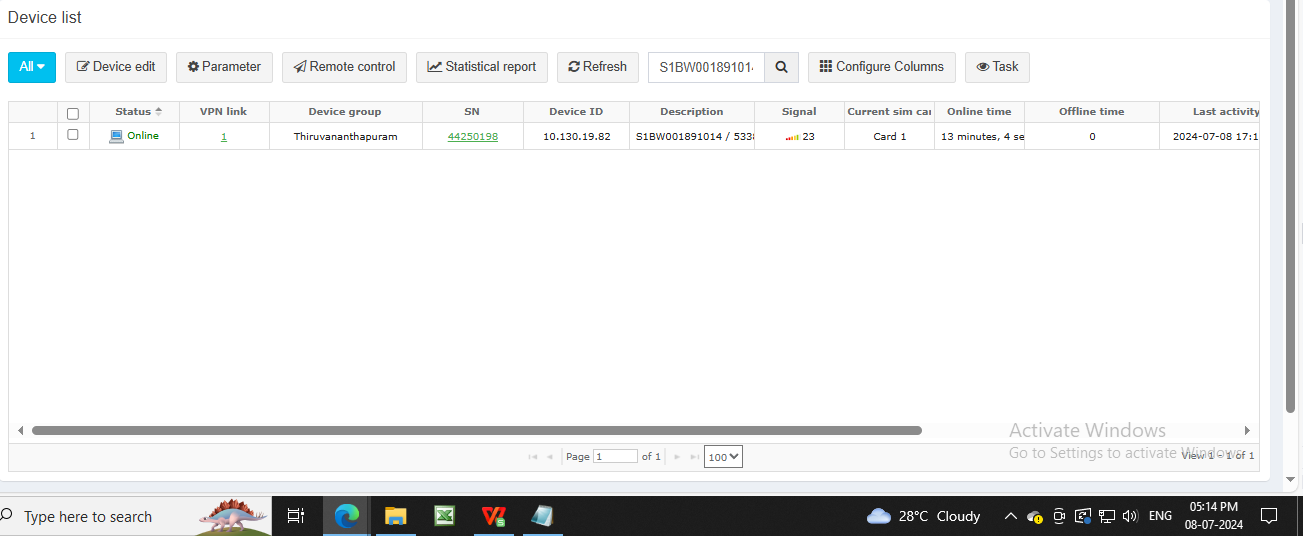 Device list
All Device edit Parameter Remote control Statistical report Refresh S1BW00189101 Configure Columns Task
Status VPN link Device group SN Device ID Description Signal Current sim car Online time Offline time Last activity
1 Online 1 Thiruvananthapuram 44250198 10.130.19.82 S1BW001891014 / 533 23 Card 1 13 minutes, 4 se 0 2024-07-08 17:1
Activate Windows
Go to Settings to activate Windows.
Page 1 of 1 100 View 1 - 1 of 1
Type here to search 28°C Cloudy ENG 05:14 PM
08-07-2024